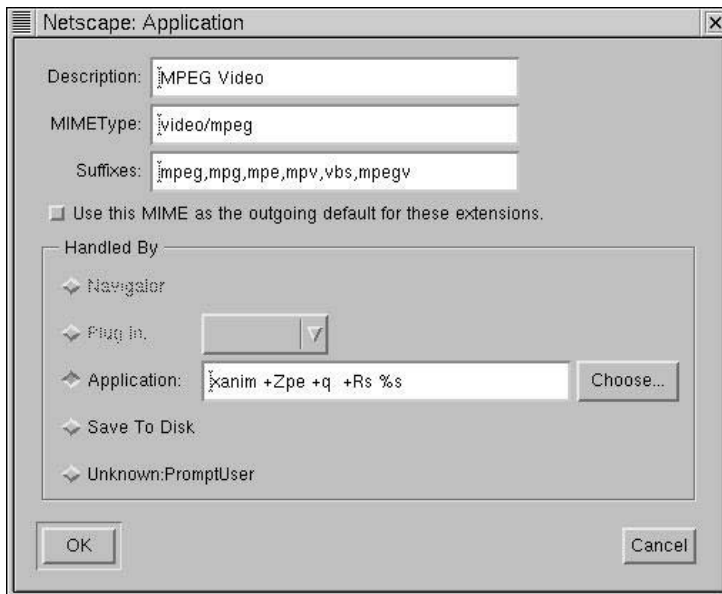 Netscape: Application
Description: MPEG Video
MIMEType: video/mpeg
Suffixes: mpeg,mpg,mpe,mpv,vbs,mpegv
Use this MIME as the outgoing default for these extensions.
Handled By
Navigator
Plug In:
Application: xanim +Zpe +q +Rs %s Choose...
Save To Disk
Unknown:PromptUser
OK Cancel